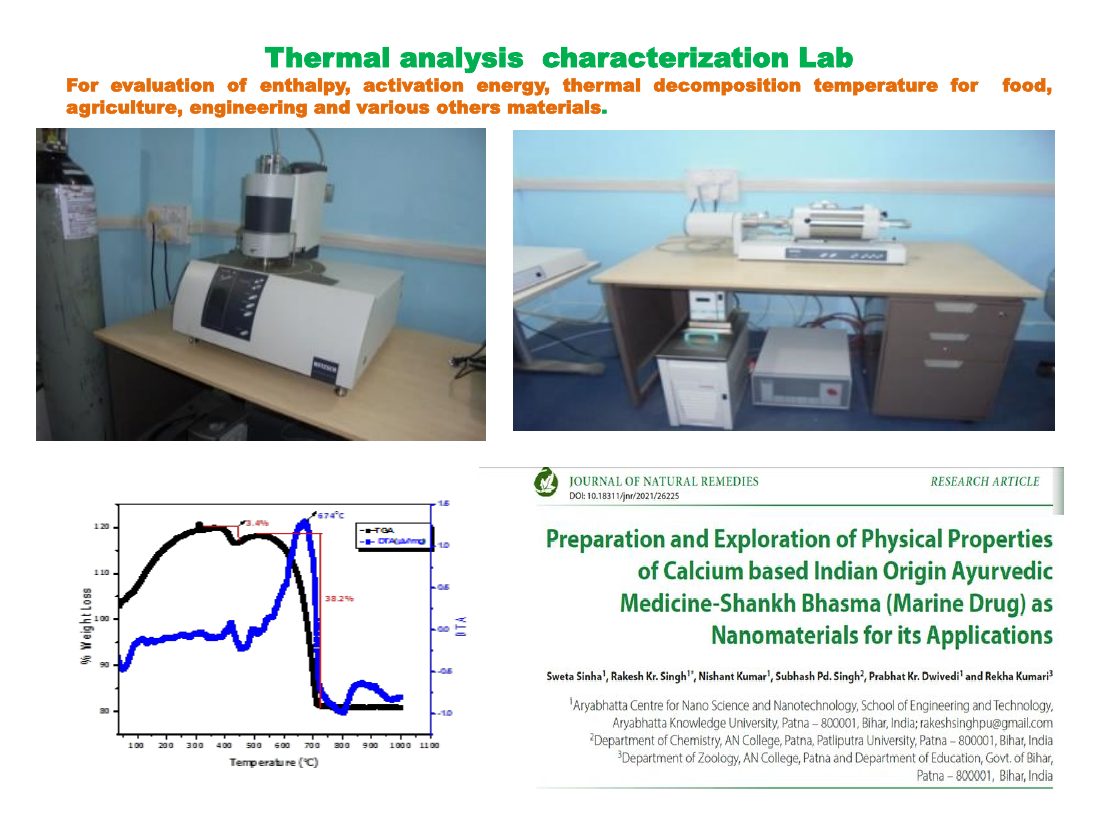 Thermal analysis characterization Lab
For evaluation of enthalpy, activation energy, thermal decomposition temperature for food,
agriculture, engineering and various others materials.
NETZSCH
JOURNAL OF NATURAL REMEDIES
RESEARCH ARTICLE
DOI: 10.18311/jnr/2021/26225
Preparation and Exploration of Physical Properties
of Calcium based Indian Origin Ayurvedic
Medicine-Shankh Bhasma (Marine Drug) as
Nanomaterials for its Applications
Sweta Sinha1, Rakesh Kr. Singh1*, Nishant Kumar1, Subhash Pd. Singh2, Prabhat Kr. Dwivedi1 and Rekha Kumari3
1Aryabhatta Centre for Nano Science and Nanotechnology, School of Engineering and Technology,
Aryabhatta Knowledge University, Patna – 800001, Bihar, India; rakeshsinghpu@gmail.com
2Department of Chemistry, AN College, Patna, Patliputra University, Patna – 800001, Bihar, India
3Department of Zoology, AN College, Patna and Department of Education, Govt. of Bihar,
Patna – 800001, Bihar, India
% Weight Loss
120
110
100
90
80
3.4%
674°C
38.2%
TGA
DTA(µV/mg)
1.5
1.0
0.5
0.0
-0.5
-1.0
DTA
100 200 300 400 500 600 700 800 900 1000 1100
Temperature (°C)